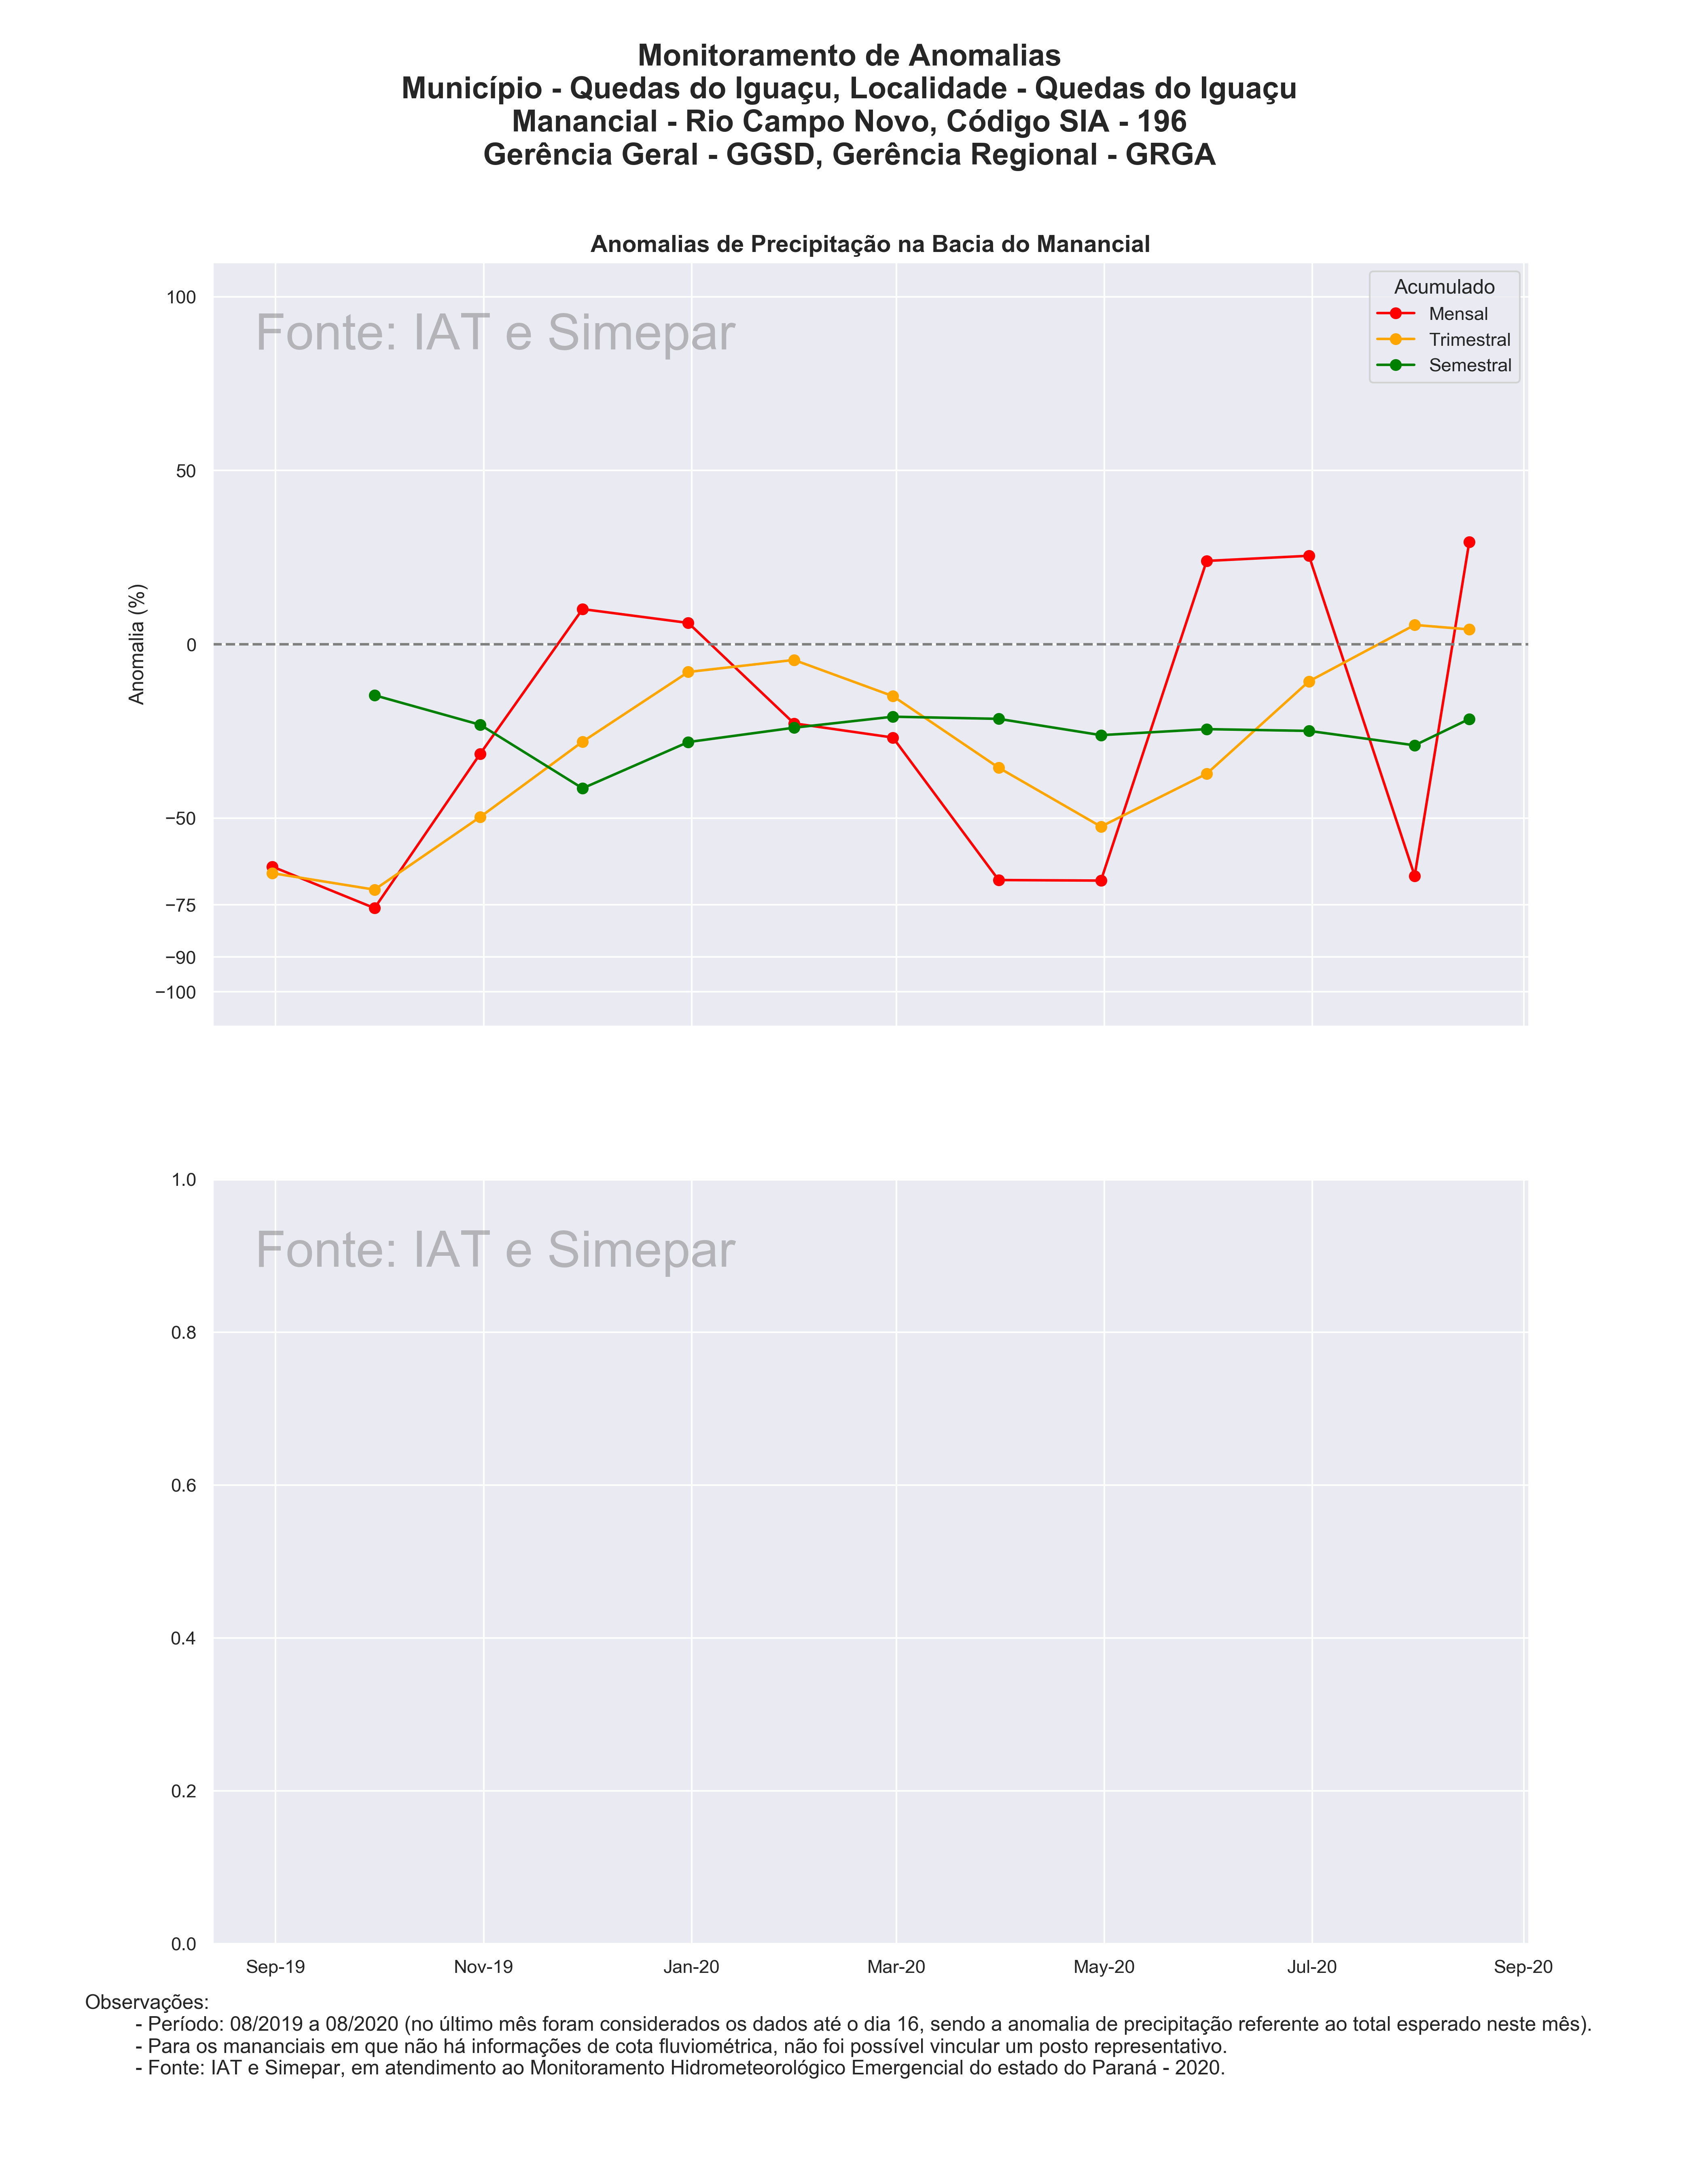 Monitoramento de Anomalias
Município - Quedas do Iguaçu, Localidade - Quedas do Iguaçu
Manancial - Rio Campo Novo, Código SIA - 196
Gerência Geral - GGSD, Gerência Regional - GRGA
Anomalias de Precipitação na Bacia do Manancial
Fonte: IAT e Simepar
Acumulado
Mensal
Trimestral
Semestral
Anomalia (%)
100
50
0
−50
−75
−90
−100
Fonte: IAT e Simepar
1.0
0.8
0.6
0.4
0.2
0.0
Sep-19 Nov-19 Jan-20 Mar-20 May-20 Jul-20 Sep-20
Observações:
- Período: 08/2019 a 08/2020 (no último mês foram considerados os dados até o dia 16, sendo a anomalia de precipitação referente ao total esperado neste mês).
- Para os mananciais em que não há informações de cota fluviométrica, não foi possível vincular um posto representativo.
- Fonte: IAT e Simepar, em atendimento ao Monitoramento Hidrometeorológico Emergencial do estado do Paraná - 2020.